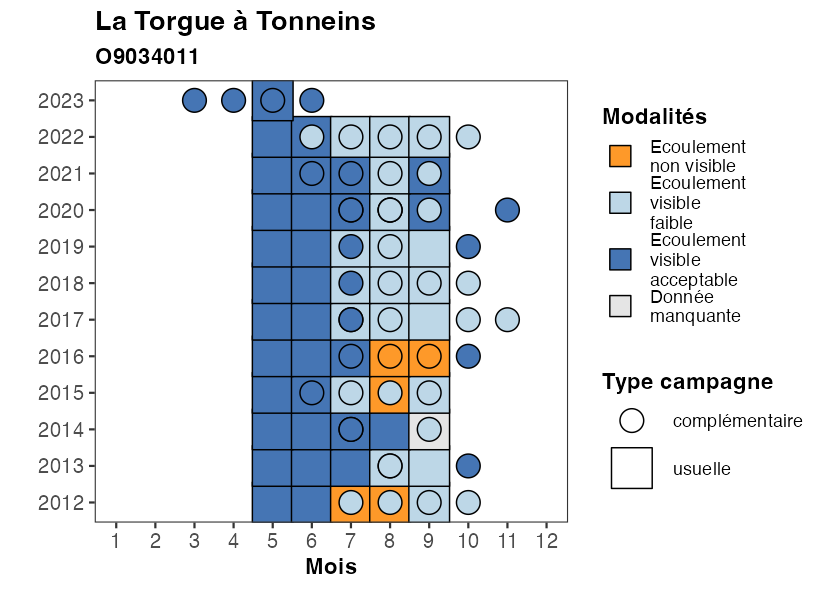 La Torgue à Tonneins
O9034011
2023
2022
2021
2020
2019
2018
2017
2016
2015
2014
2013
2012
1 2 3 4 5 6 7 8 9 10 11 12
Mois
Modalités
Ecoulement
non visible
Ecoulement
visible
faible
Ecoulement
visible
acceptable
Donnée
manquante
Type campagne
complémentaire
usuelle